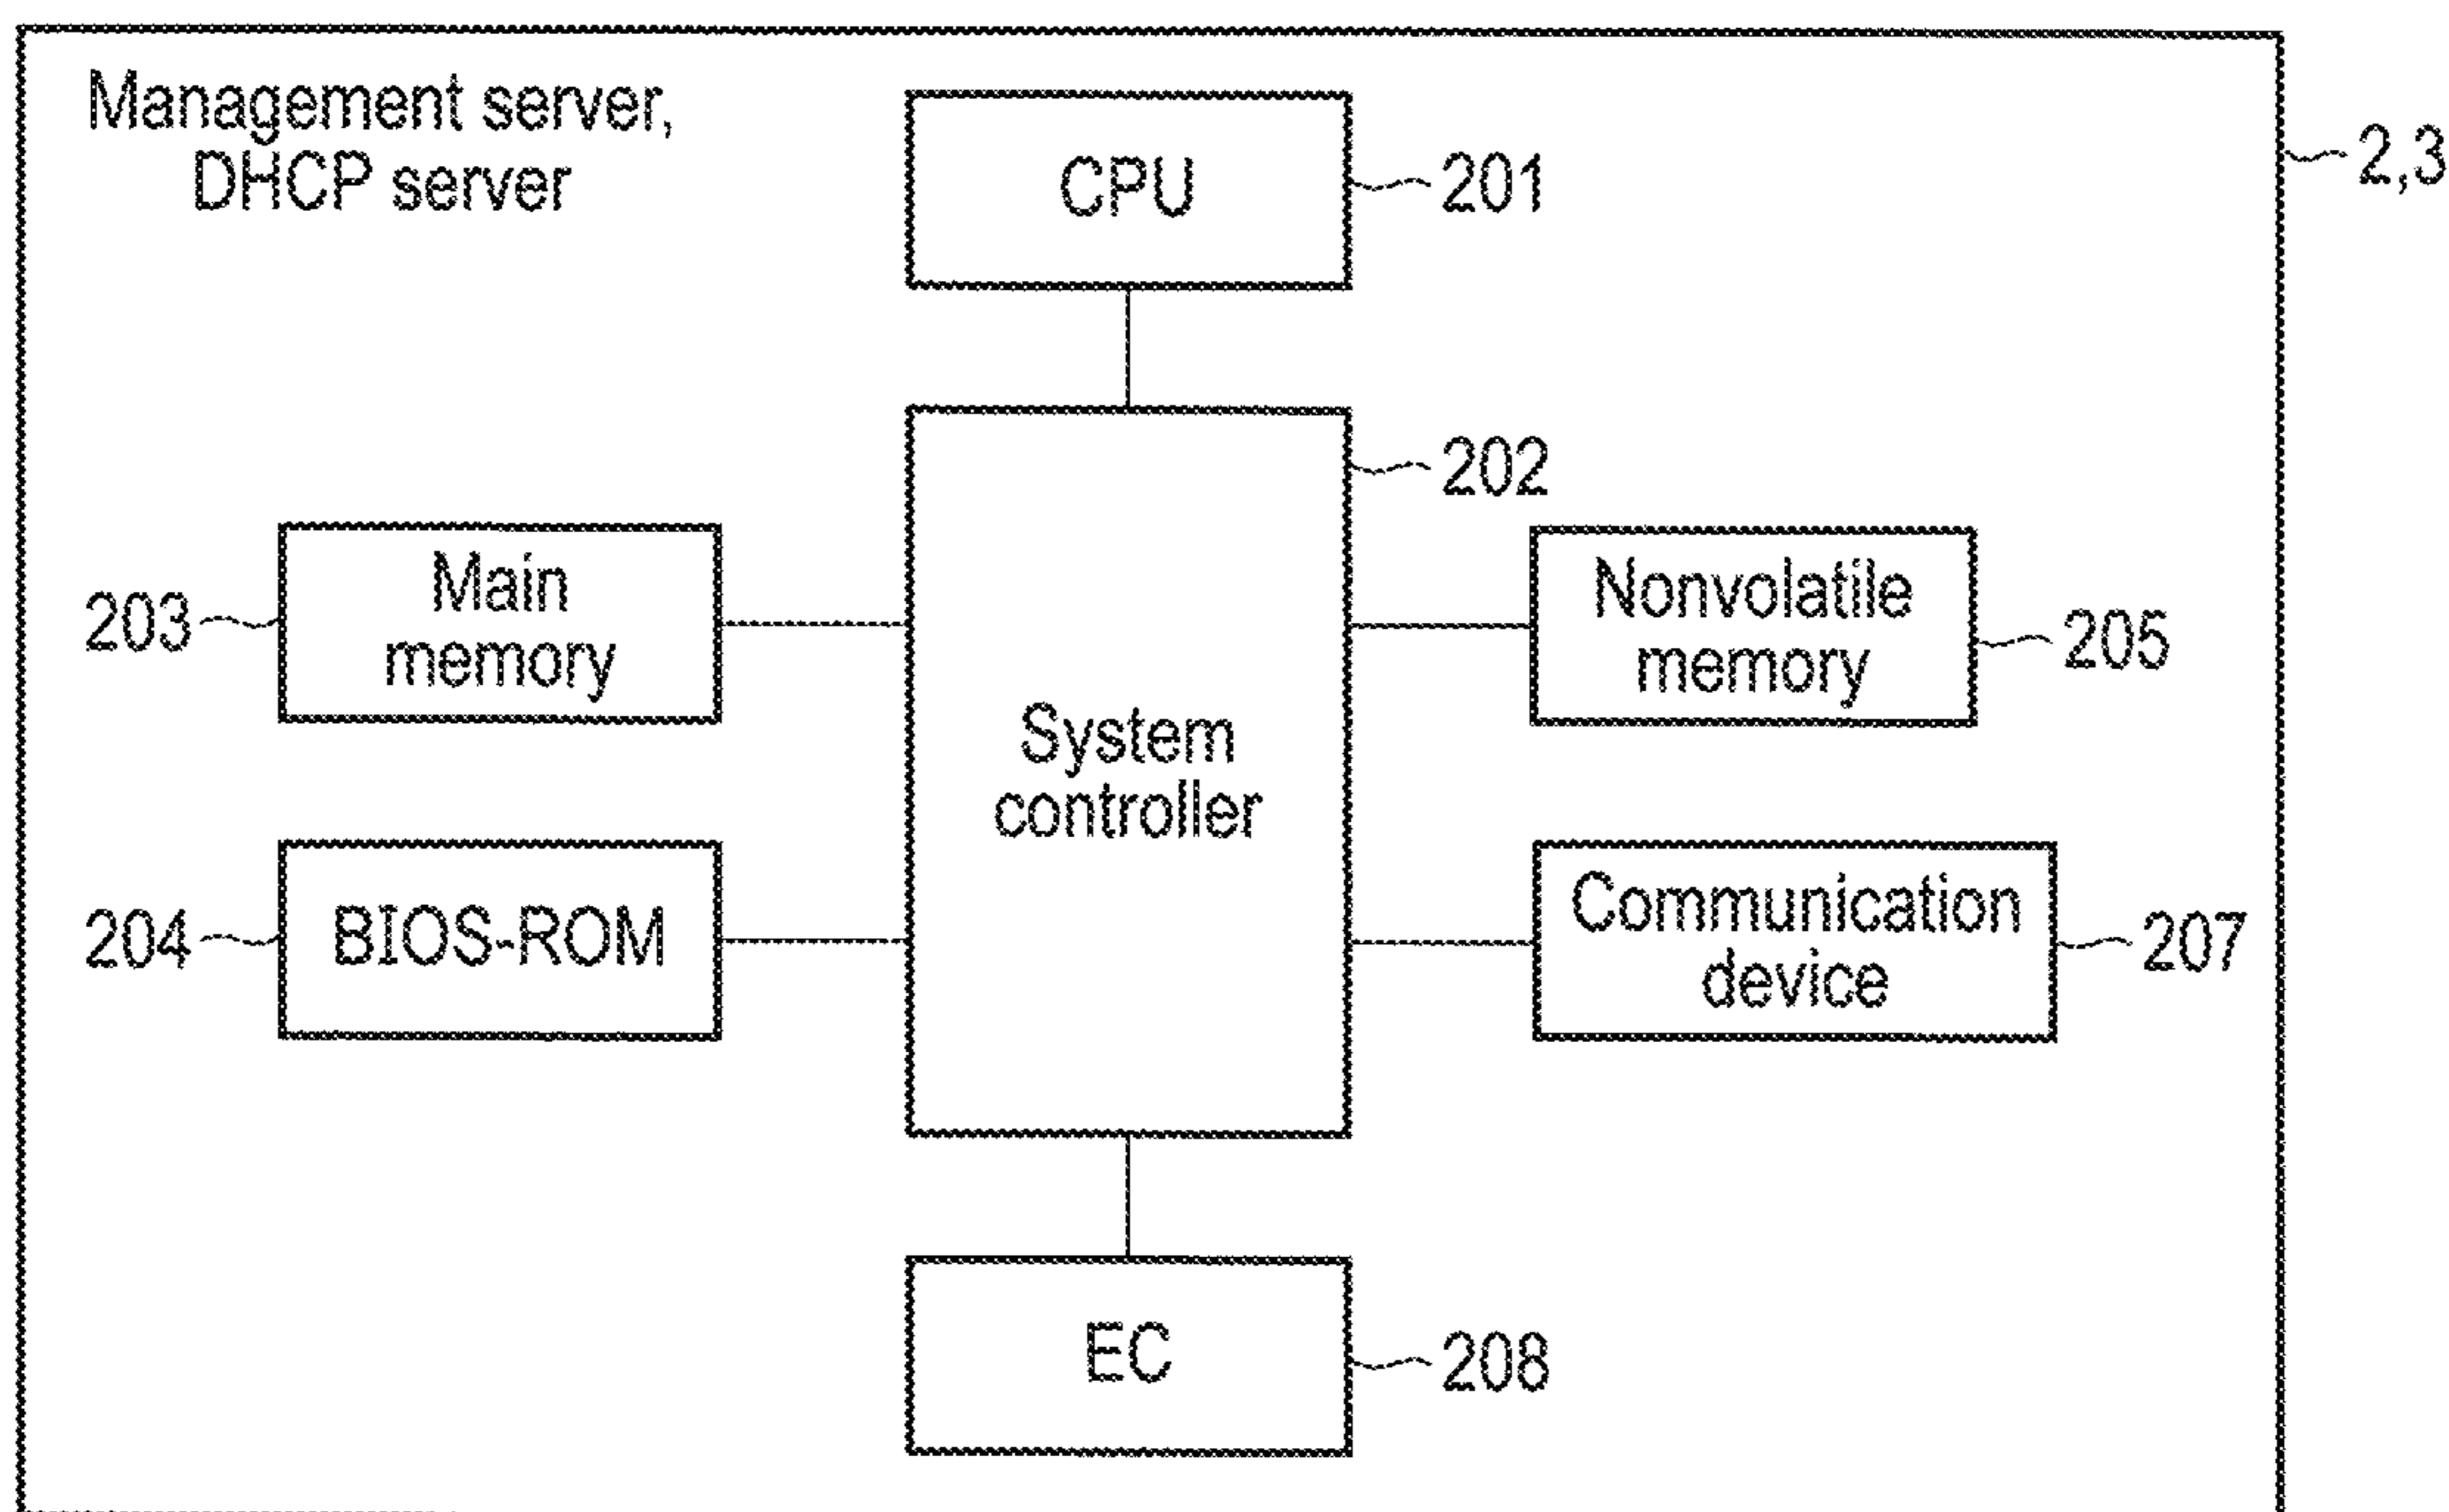 Management server,
DHCP server
2,3
CPU
201
202
Main
memory
203
Nonvolatile
memory
205
System
controller
BIOS-ROM
204
Communication
device
207
EC
208